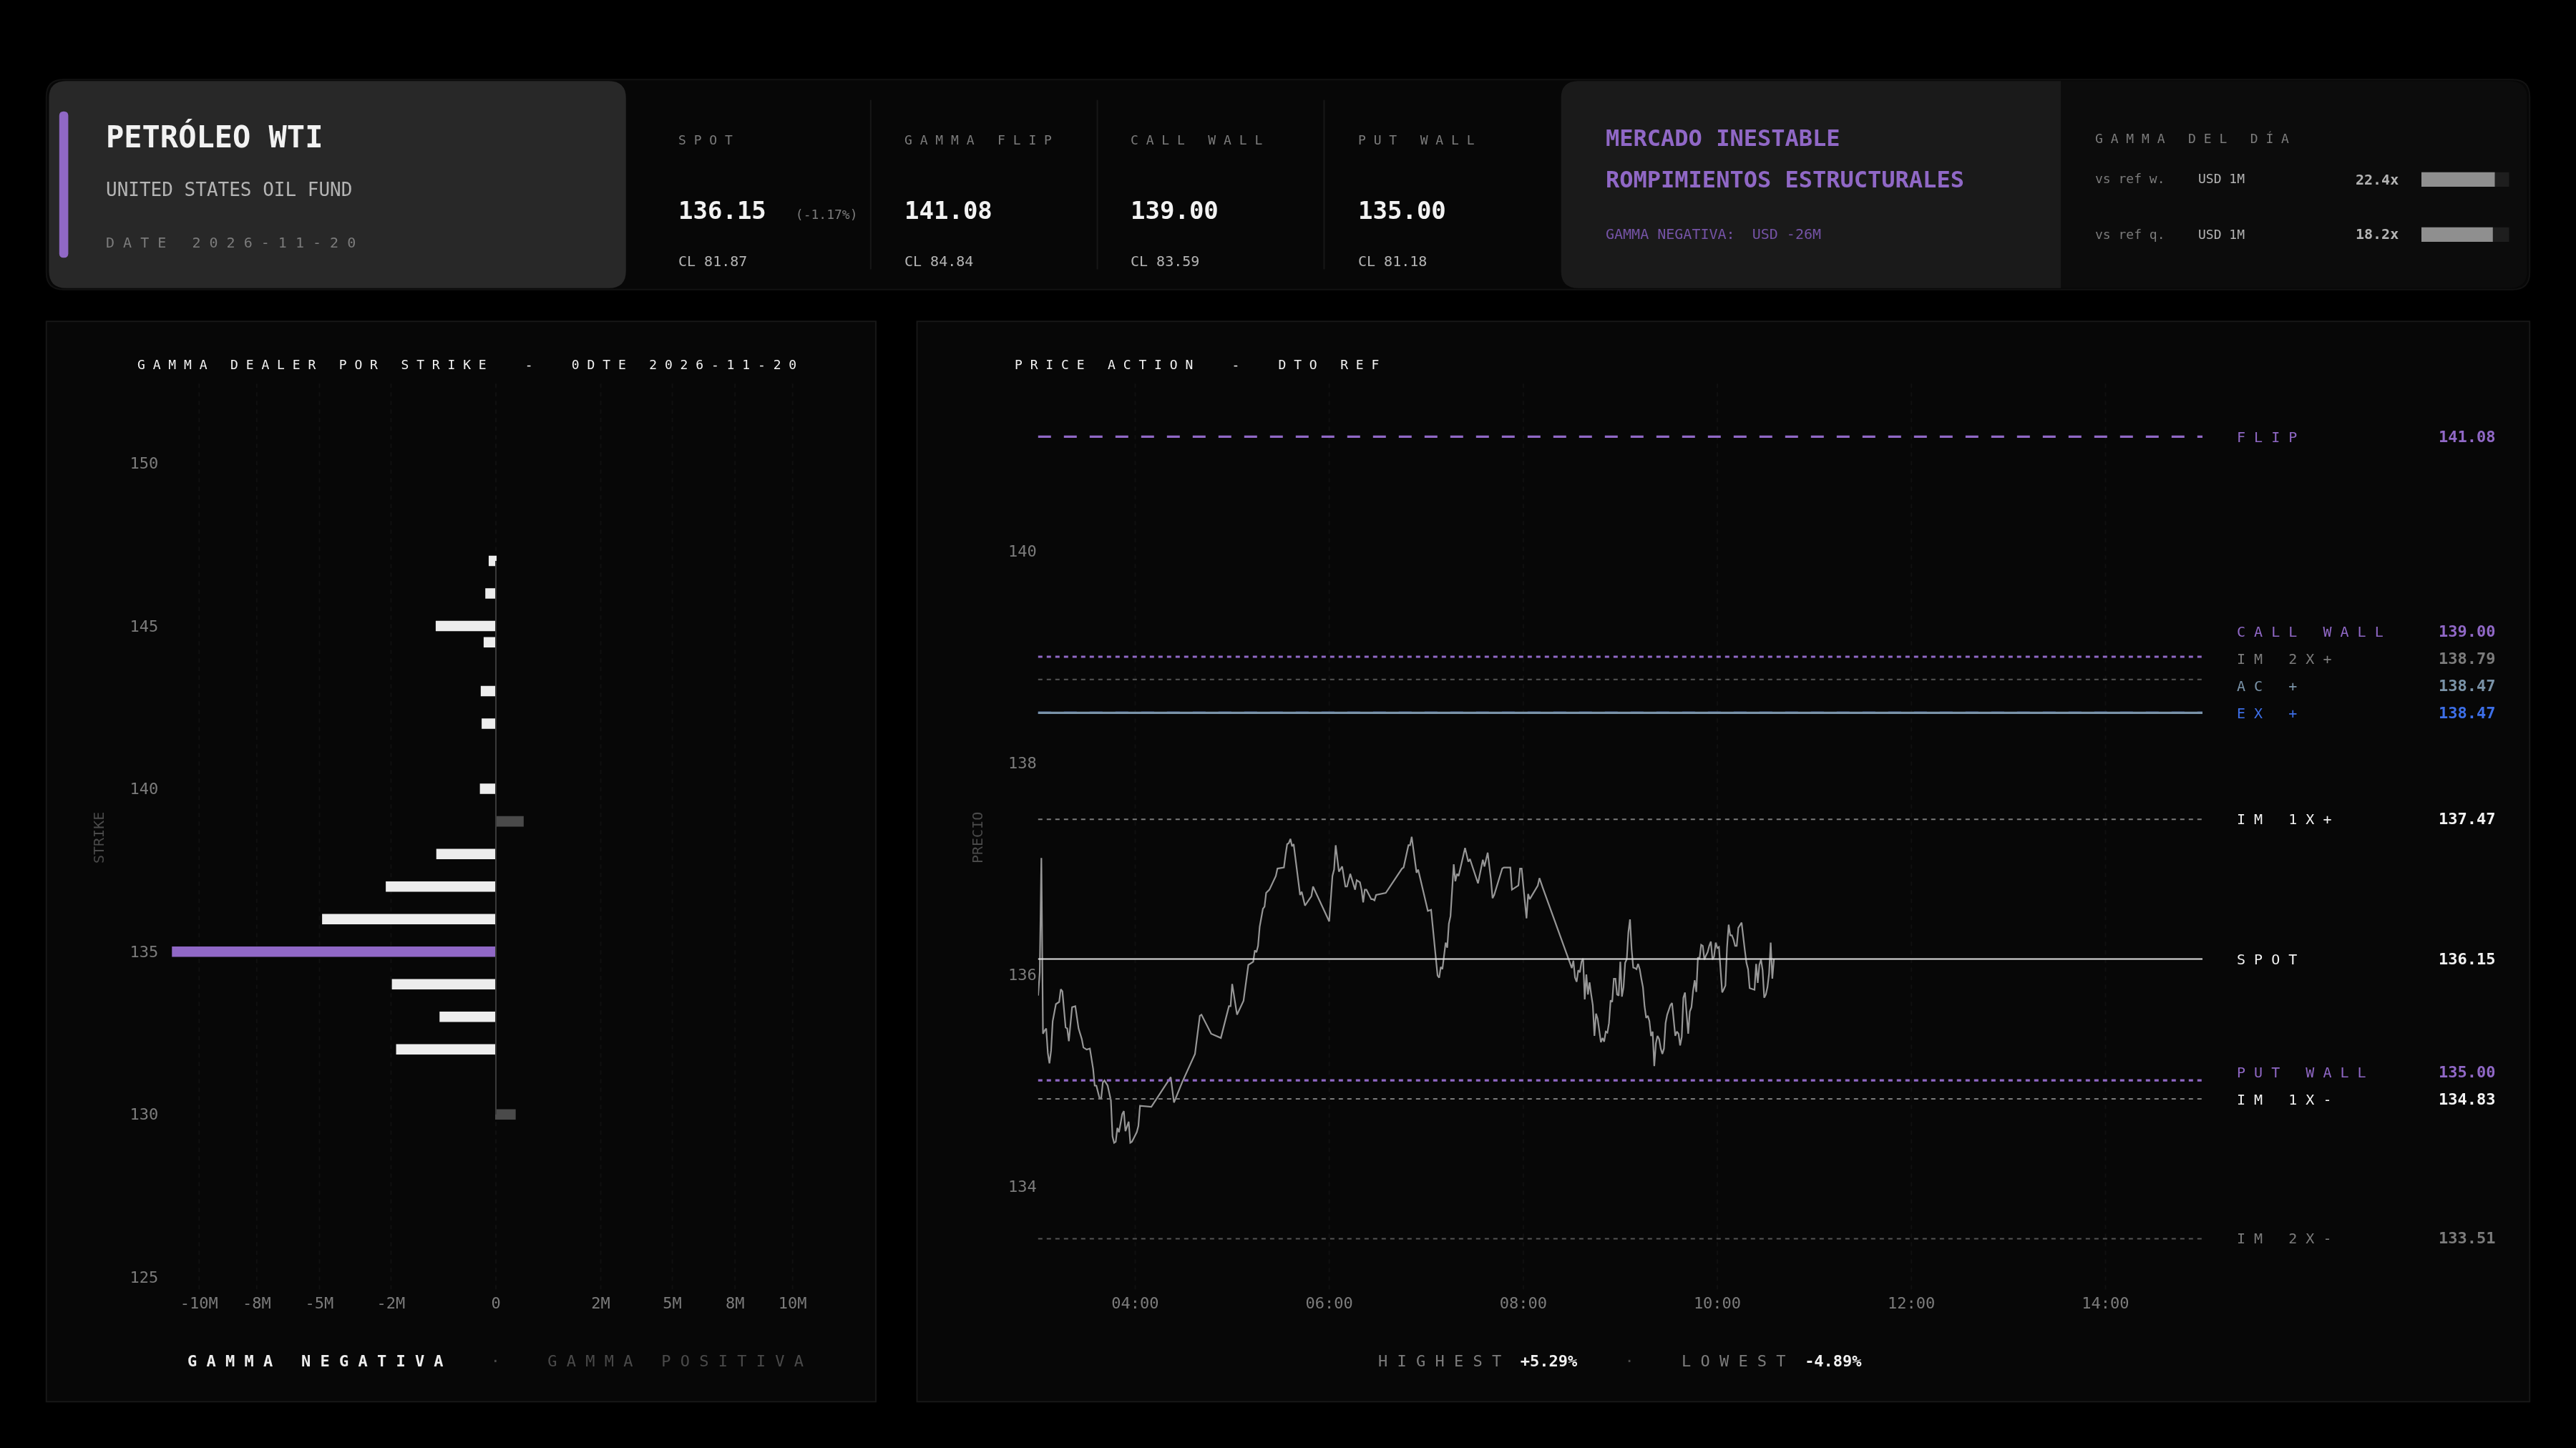 PETRÓLEO WTI
UNITED STATES OIL FUND
DATE 2026-11-20
SPOT
136.15 (-1.17%)
CL 81.87
GAMMA FLIP
141.08
CL 84.84
CALL WALL
139.00
CL 83.59
PUT WALL
135.00
CL 81.18
MERCADO INESTABLE
ROMPIMIENTOS ESTRUCTURALES
GAMMA NEGATIVA: USD -26M
GAMMA DEL DÍA
vs ref w. USD 1M 22.4x
vs ref q. USD 1M 18.2x
GAMMA DEALER POR STRIKE - 0DTE 2026-11-20
STRIKE
150
145
140
135
130
125
-10M -8M -5M -2M 0 2M 5M 8M 10M
GAMMA NEGATIVA · GAMMA POSITIVA
PRICE ACTION - DTO REF
PRECIO
140
138
136
134
04:00 06:00 08:00 10:00 12:00 14:00
FLIP 141.08
CALL WALL 139.00
IM 2X+ 138.79
AC + 138.47
EX + 138.47
IM 1X+ 137.47
SPOT 136.15
PUT WALL 135.00
IM 1X- 134.83
IM 2X- 133.51
HIGHEST +5.29% · LOWEST -4.89%